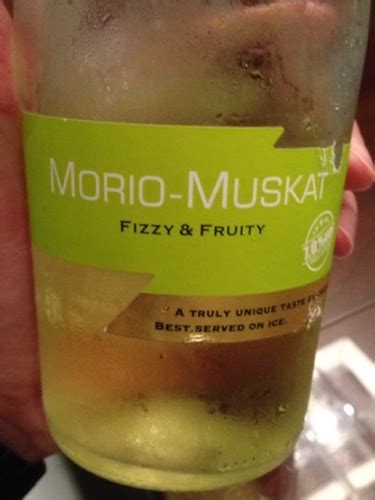 MORIO-MUSKAT
FIZZY & FRUITY
A TRULY UNIQUE TASTE
BEST SERVED ON ICE.